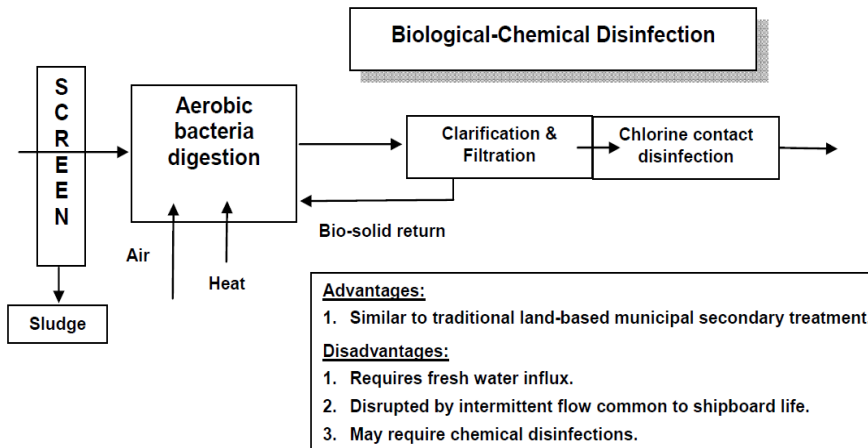 Biological-Chemical Disinfection
SCREEN
Aerobic
bacteria
digestion
Clarification &
Filtration
Chlorine contact
disinfection
Bio-solid return
Air
Heat
Sludge
Advantages:
1. Similar to traditional land-based municipal secondary treatment
Disadvantages:
1. Requires fresh water influx.
2. Disrupted by intermittent flow common to shipboard life.
3. May require chemical disinfections.